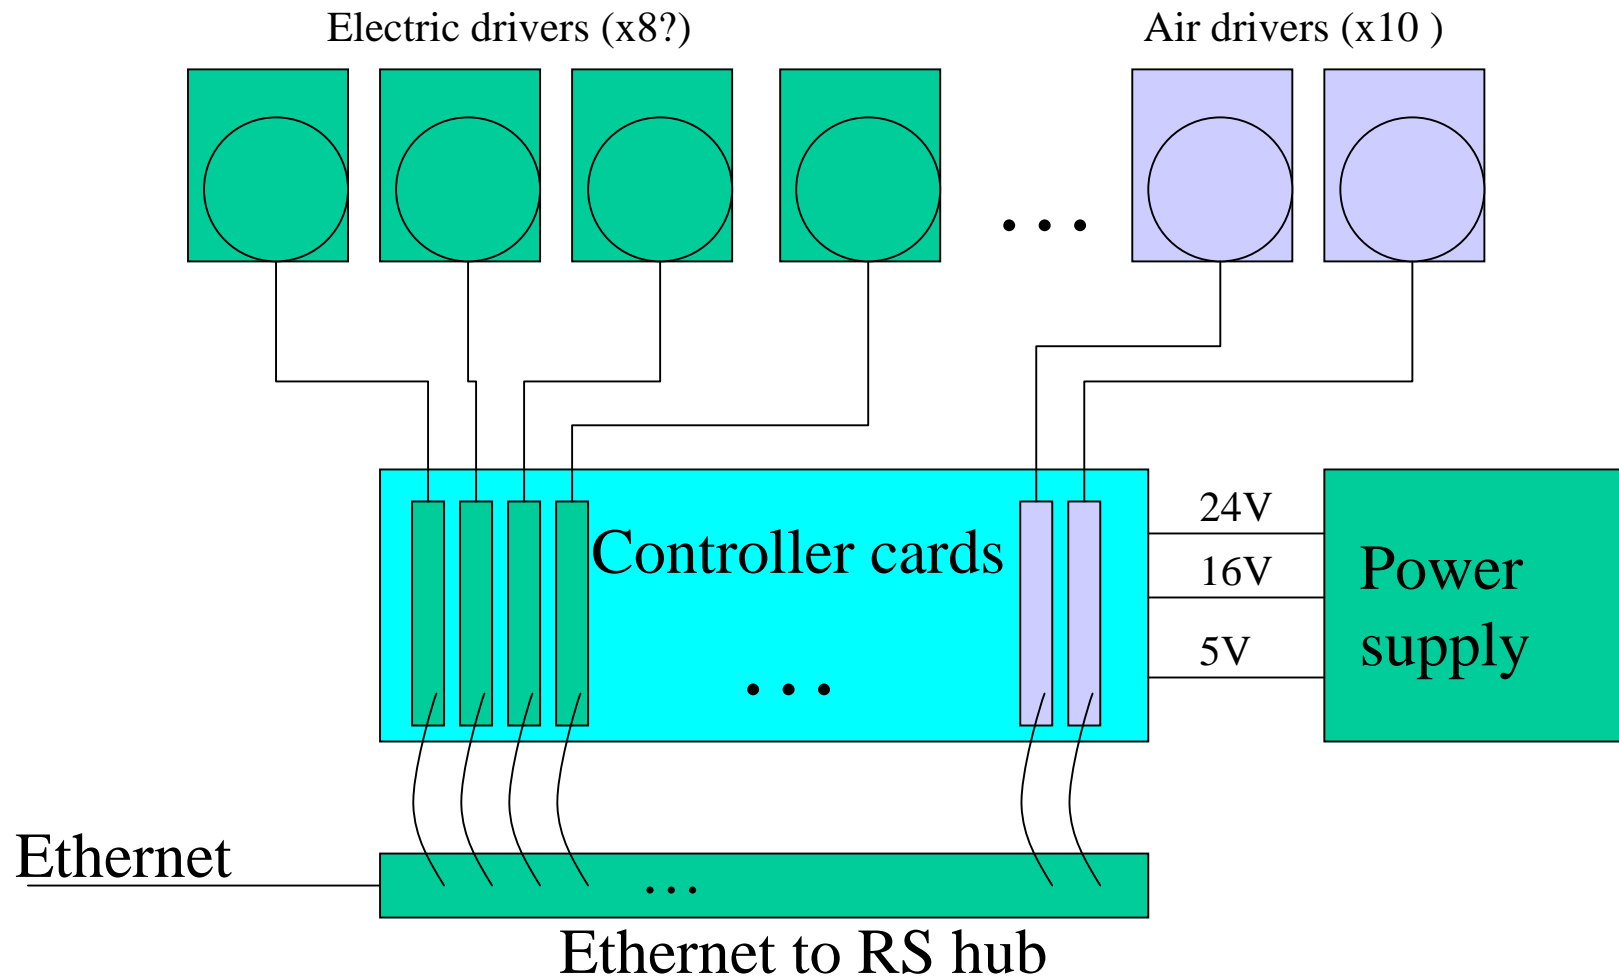 Electric drivers (x8?)
Air drivers (x10 )
Controller cards
24V
16V
5V
Power
supply
Ethernet
Ethernet to RS hub